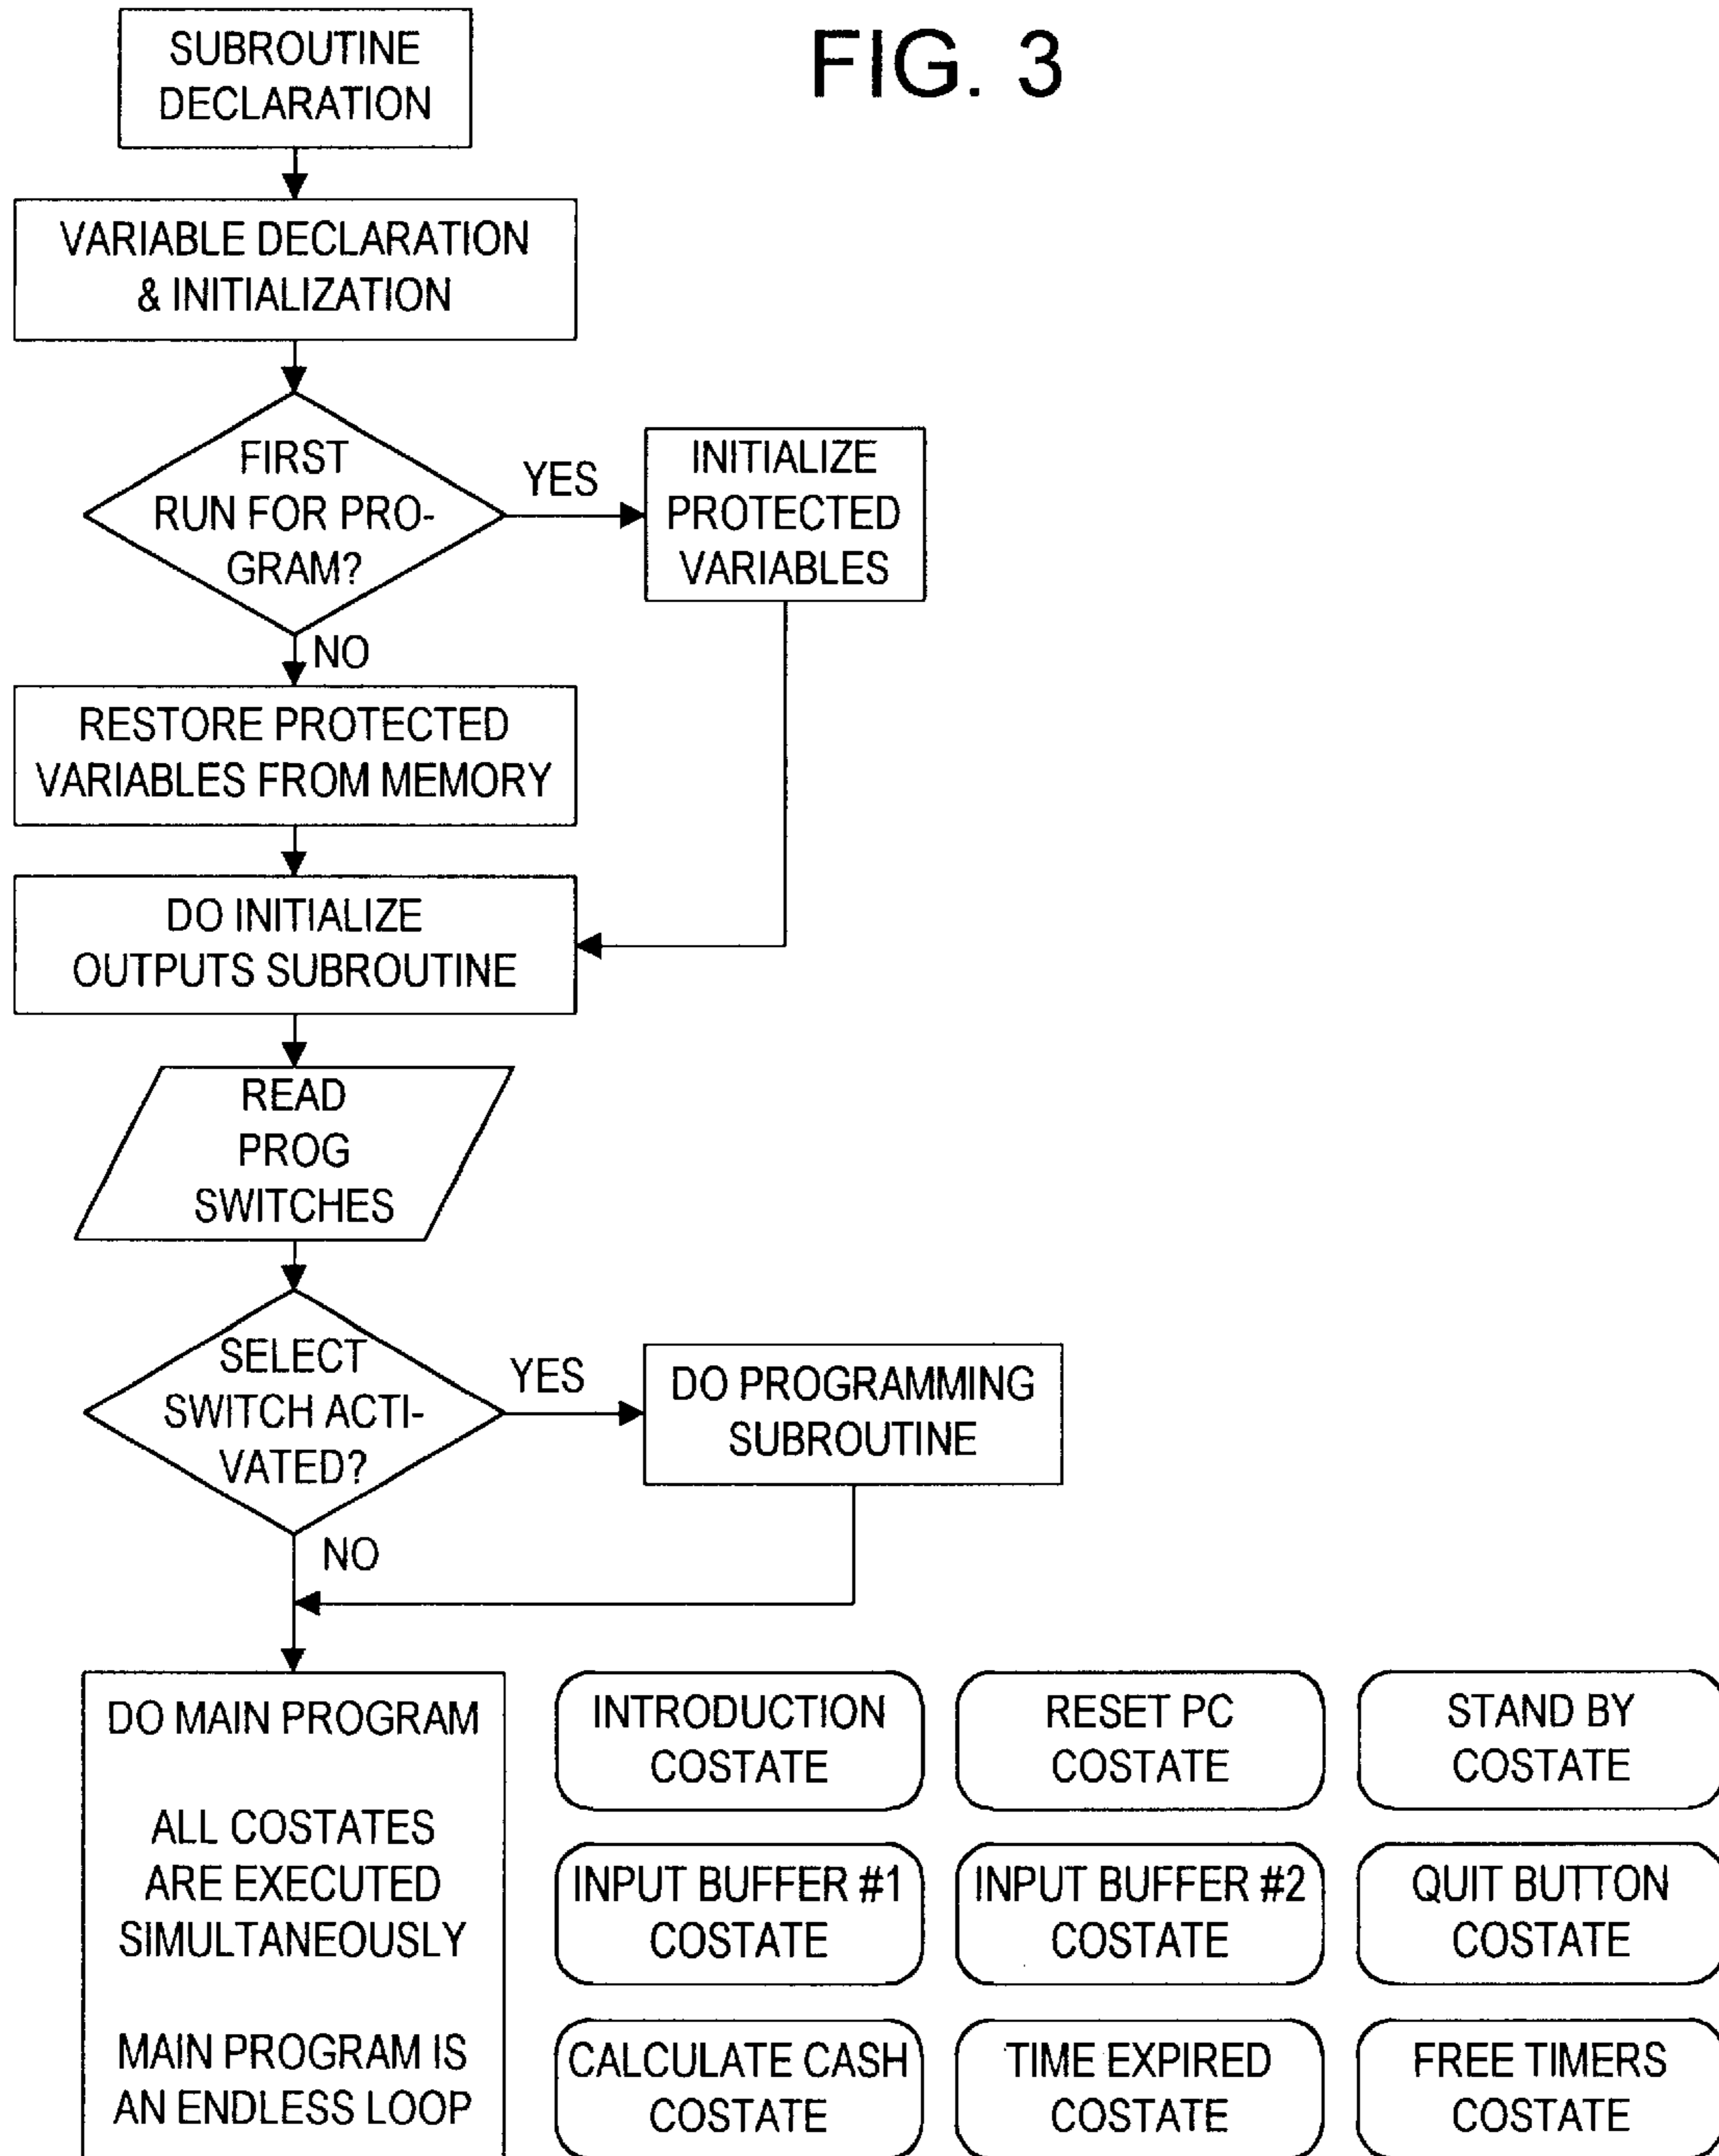 FIG. 3
SUBROUTINE
DECLARATION
VARIABLE DECLARATION
& INITIALIZATION
FIRST
RUN FOR PRO-
GRAM?
YES
INITIALIZE
PROTECTED
VARIABLES
NO
RESTORE PROTECTED
VARIABLES FROM MEMORY
DO INITIALIZE
OUTPUTS SUBROUTINE
READ
PROG
SWITCHES
SELECT
SWITCH ACTI-
VATED?
YES
DO PROGRAMMING
SUBROUTINE
NO
DO MAIN PROGRAM
ALL COSTATES
ARE EXECUTED
SIMULTANEOUSLY
MAIN PROGRAM IS
AN ENDLESS LOOP
INTRODUCTION
COSTATE
RESET PC
COSTATE
STAND BY
COSTATE
INPUT BUFFER #1
COSTATE
INPUT BUFFER #2
COSTATE
QUIT BUTTON
COSTATE
CALCULATE CASH
COSTATE
TIME EXPIRED
COSTATE
FREE TIMERS
COSTATE